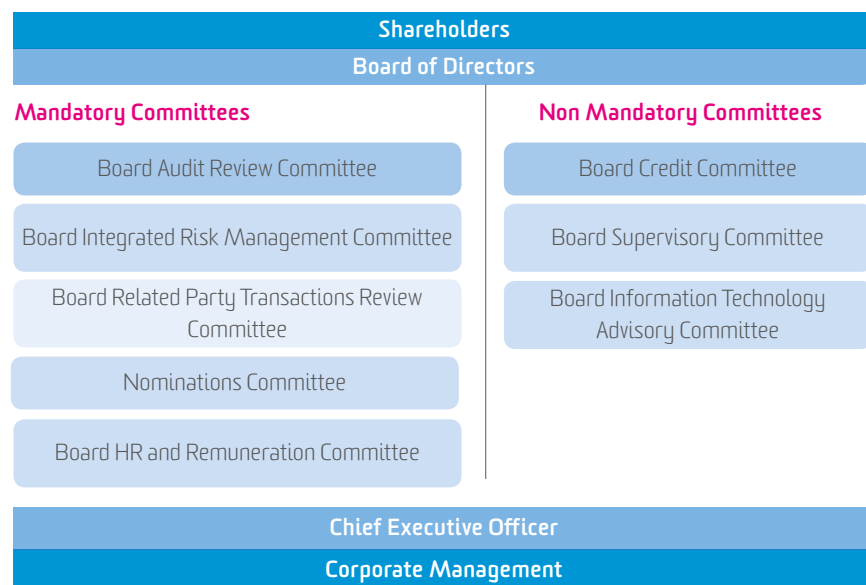 Shareholders
Board of Directors
Mandatory Committees
Board Audit Review Committee
Board Integrated Risk Management Committee
Board Related Party Transactions Review
Committee
Nominations Committee
Board HR and Remuneration Committee
Non Mandatory Committees
Board Credit Committee
Board Supervisory Committee
Board Information Technology
Advisory Committee
Chief Executive Officer
Corporate Management